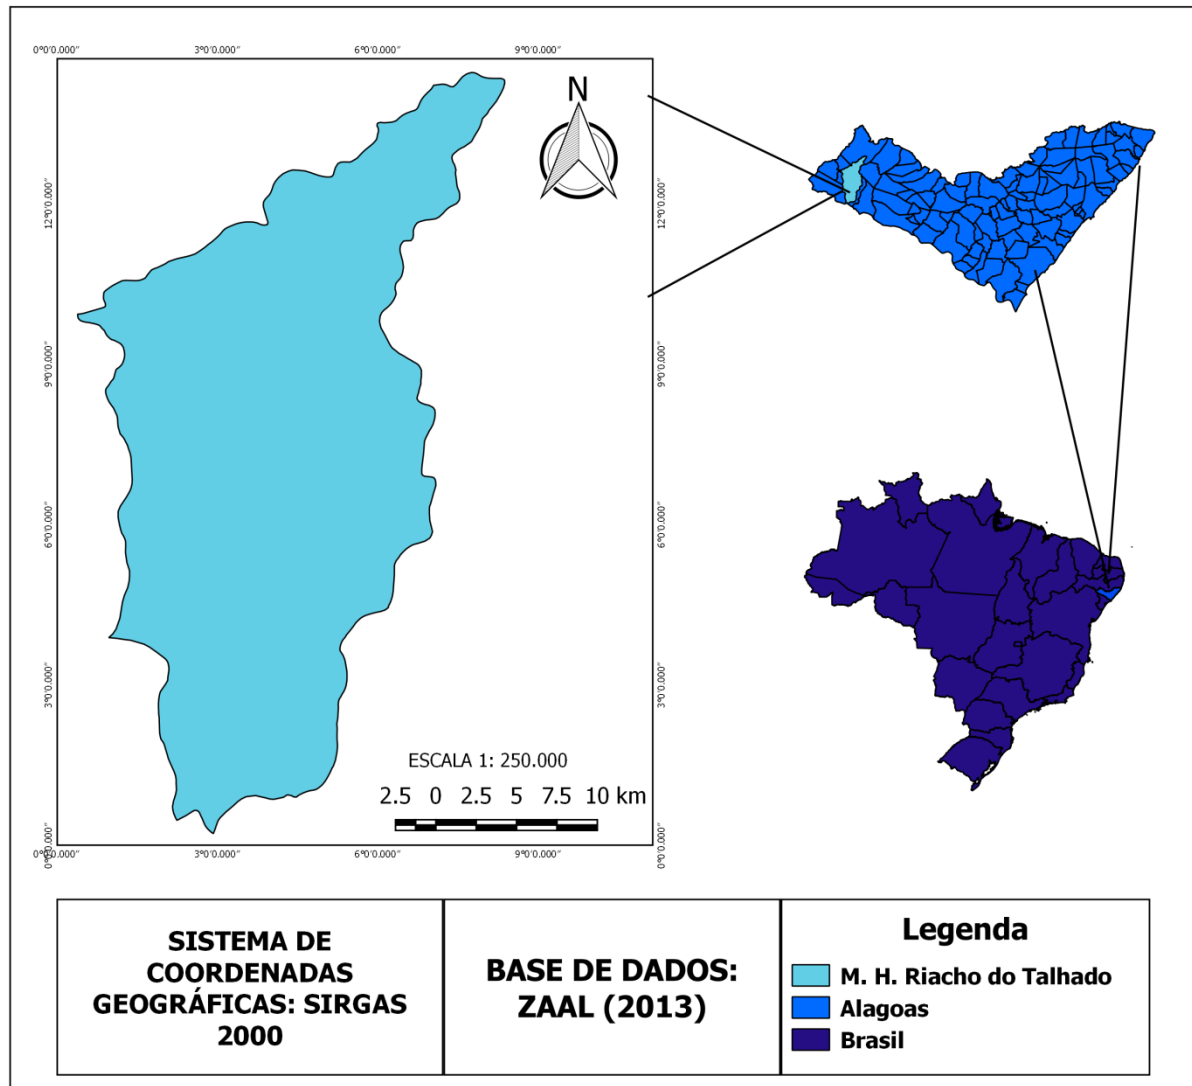 0°0'0.000"
3°0'0.000"
6°0'0.000"
9°0'0.000"
N
12°0'0.000"
12°0'0.000"
9°0'0.000"
9°0'0.000"
6°0'0.000"
6°0'0.000"
3°0'0.000"
3°0'0.000"
ESCALA 1: 250.000
2.5 0 2.5 5 7.5 10 km
0°0'0.000"
0°0'0.000"
0°0'0.000"
3°0'0.000"
6°0'0.000"
9°0'0.000"
SISTEMA DE
COORDENADAS
GEOGRÁFICAS: SIRGAS
2000
BASE DE DADOS:
ZAAL (2013)
Legenda
M. H. Riacho do Talhado
Alagoas
Brasil